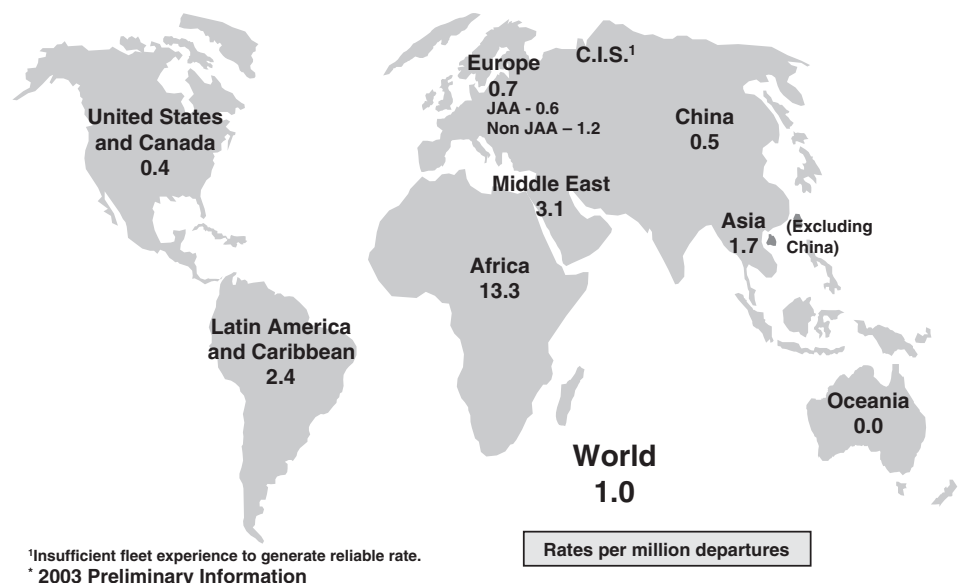 United States
and Canada
0.4
Latin America
and Caribbean
2.4
Europe
0.7
JAA - 0.6
Non JAA – 1.2
C.I.S.¹
China
0.5
Middle East
3.1
Asia
1.7
(Excluding
China)
Africa
13.3
Oceania
0.0
World
1.0
Rates per million departures
¹Insufficient fleet experience to generate reliable rate.
* 2003 Preliminary Information